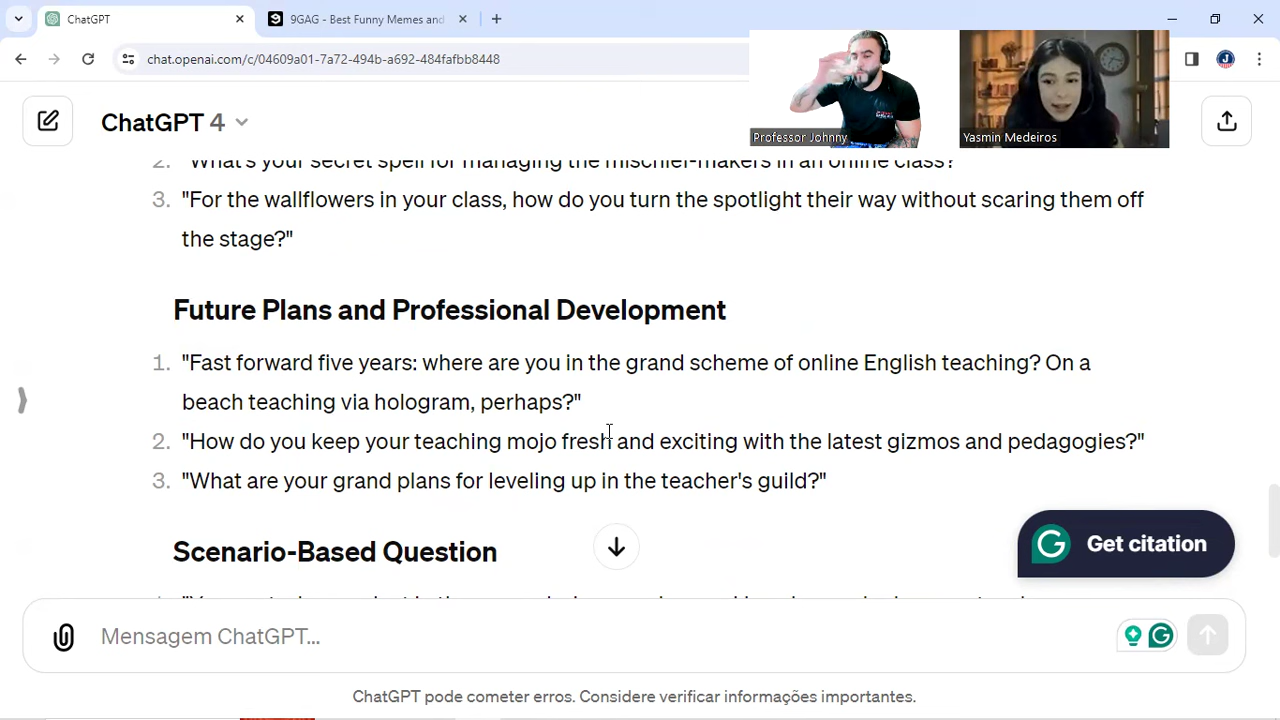 ChatGPT
9GAG - Best Funny Memes and
chat.openai.com/c/04609a01-7a72-494b-a692-484fafbb8448
Professor Johnny
Yasmin Medeiros
ChatGPT 4
2. "What's your secret spell for managing the mischief-makers in an online class?"
3. "For the wallflowers in your class, how do you turn the spotlight their way without scaring them off
the stage?"
Future Plans and Professional Development
1. "Fast forward five years: where are you in the grand scheme of online English teaching? On a
beach teaching via hologram, perhaps?"
2. "How do you keep your teaching mojo fresh and exciting with the latest gizmos and pedagogies?"
3. "What are your grand plans for leveling up in the teacher's guild?"
Get citation
Scenario-Based Question
Mensagem ChatGPT...
ChatGPT pode cometer erros. Considere verificar informações importantes.